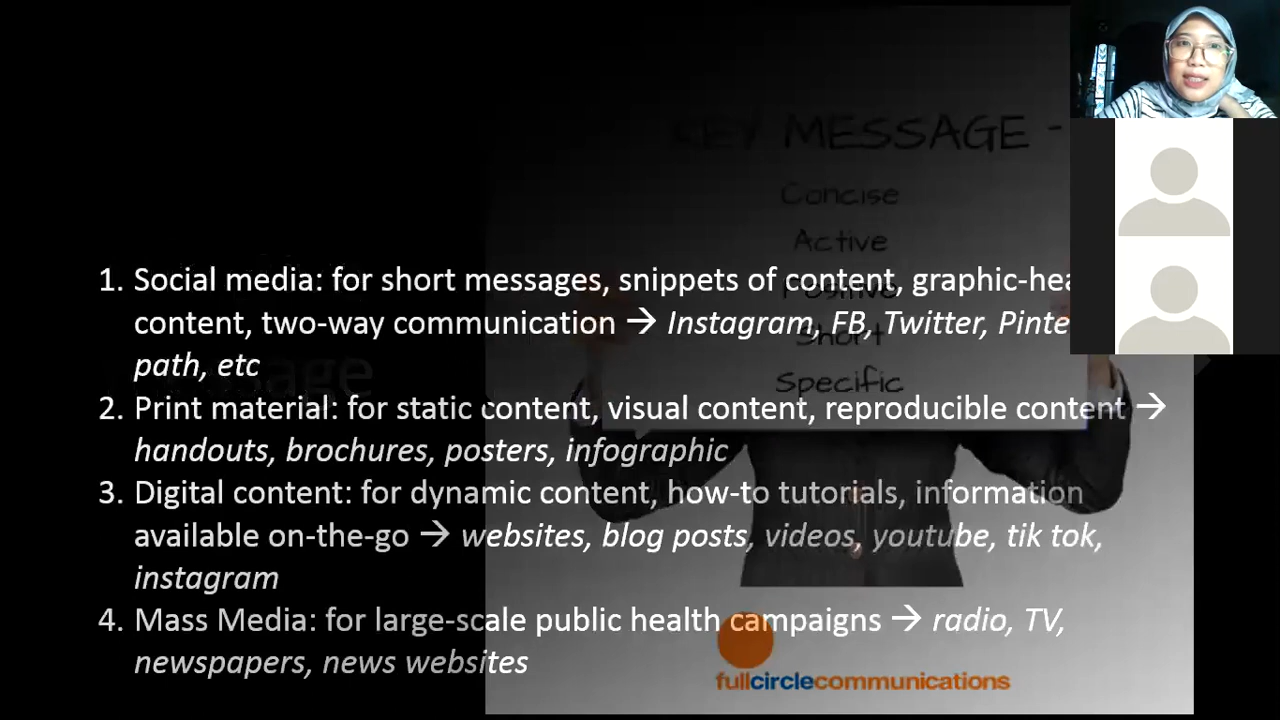 KEY MESSAGE -
Concise
Active
Positive
Short
Specific
1. Social media: for short messages, snippets of content,
content, two-way communication → Instagram, FB, Twitter,
path, etc
2. Print material: for static content, visual content, reproducible content →
handouts, brochures, posters, infographic
3. Digital content: for dynamic content, how-to tutorials, information
available on-the-go → websites, blog posts, videos, youtube, tik tok,
instagram
4. Mass Media: for large-scale public health campaigns → radio, TV,
newspapers, news websites
fullcirclecommunications